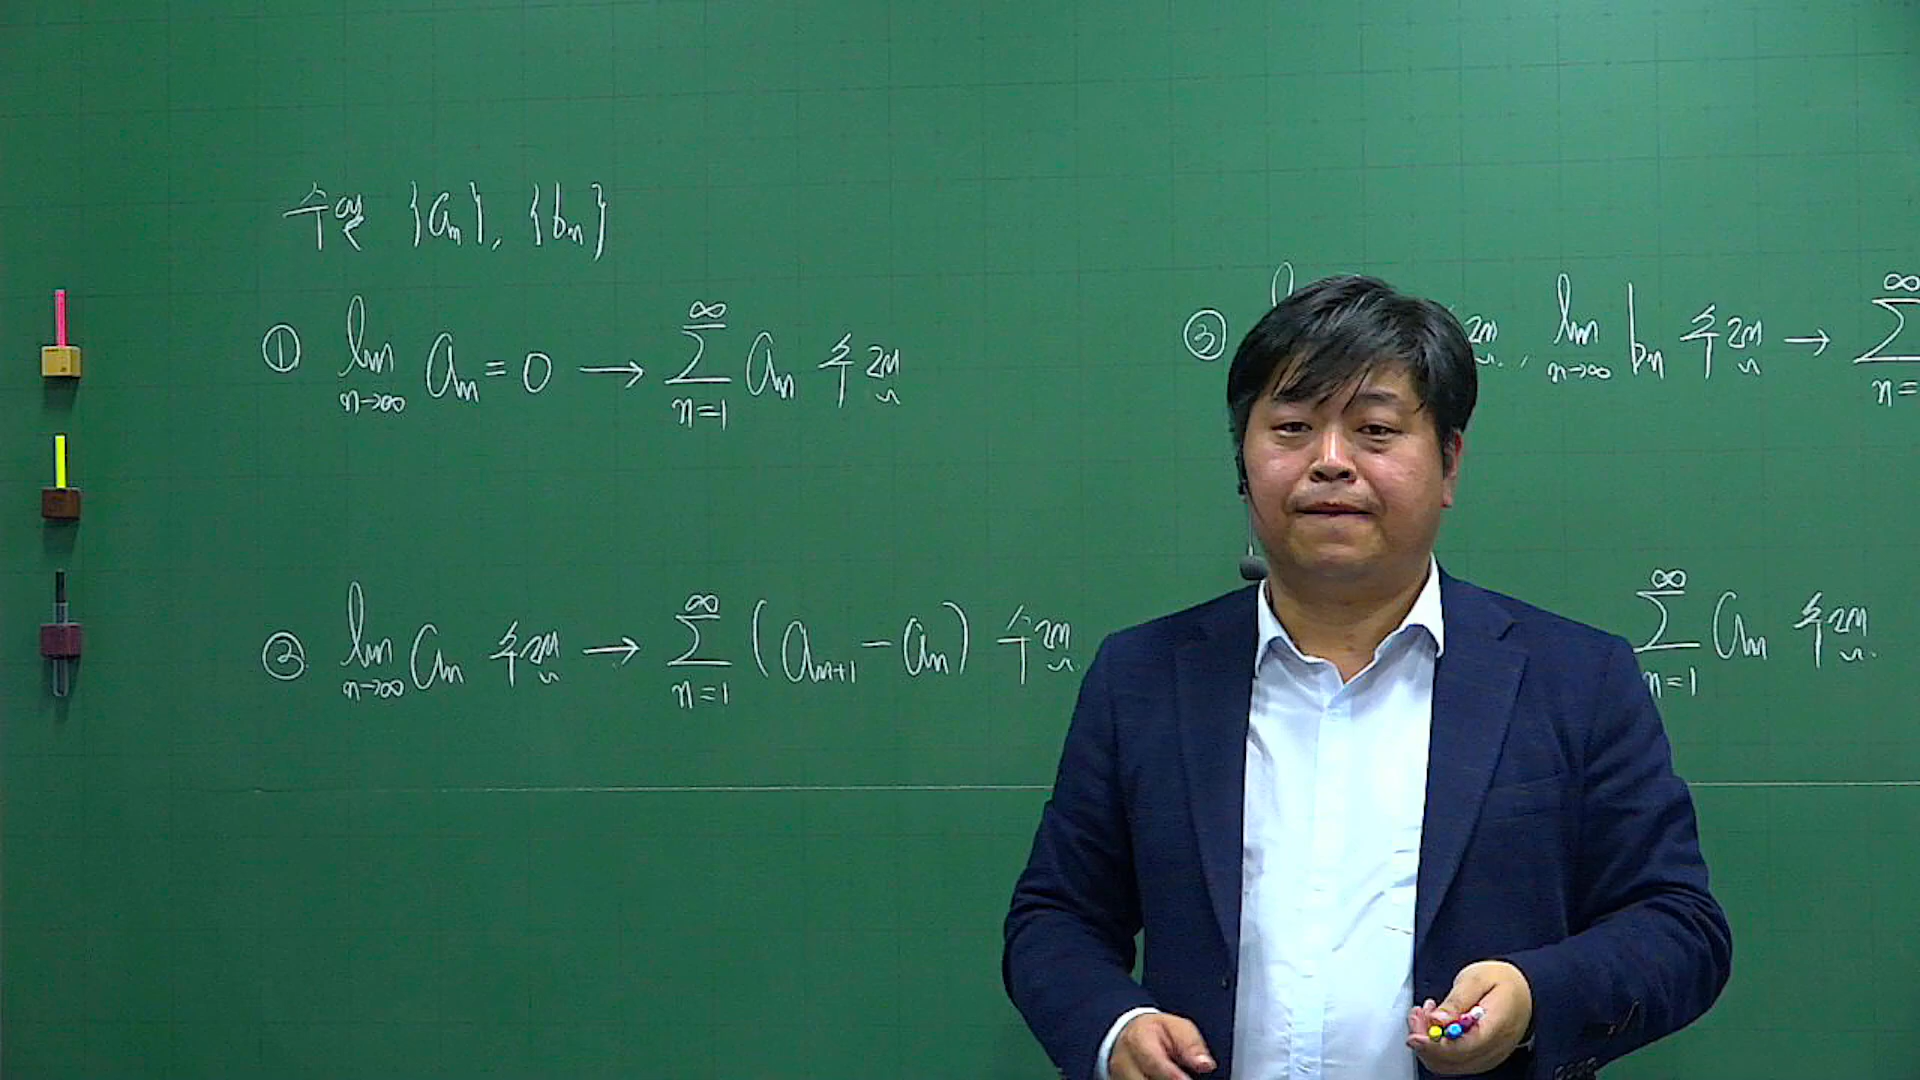 수열 {aₙ}, {bₙ}
① lim n→∞ aₙ = 0 → ∑ n=1 ∞ aₙ 수렴
② lim n→∞ aₙ 수렴 → ∑ n=1 ∞ (aₙ₊₁ - aₙ) 수렴
③ 렴, lim n→∞ bₙ 수렴 → ∑ n= ∞
∑ n=1 ∞ aₙ 수렴.